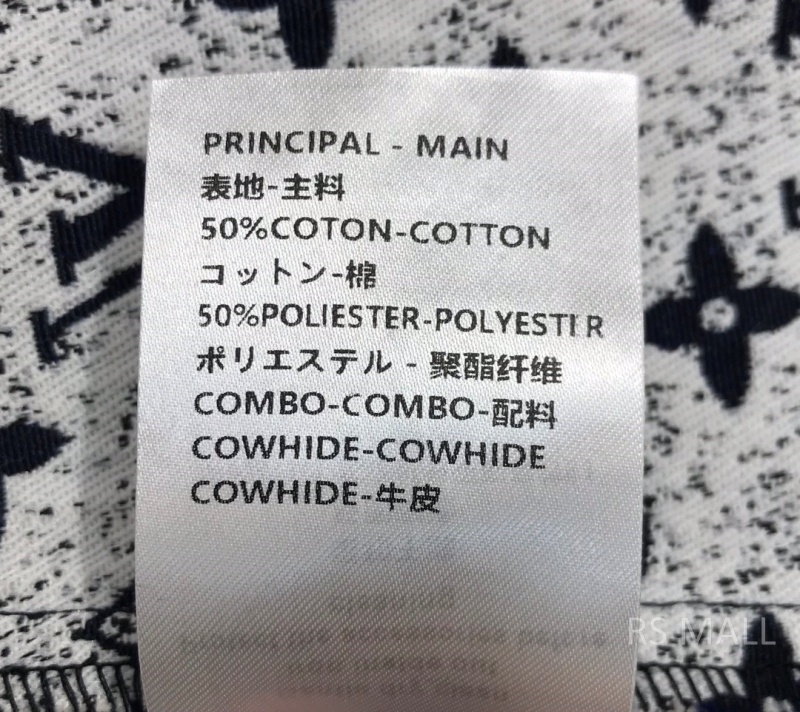 PRINCIPAL - MAIN
表地-主料
50%COTON-COTTON
コットン-棉
50%POLIESTER-POLYESTER
ポリエステル - 聚酯纤维
COMBO-COMBO-配料
COWHIDE-COWHIDE
COWHIDE-牛皮
RS MALL